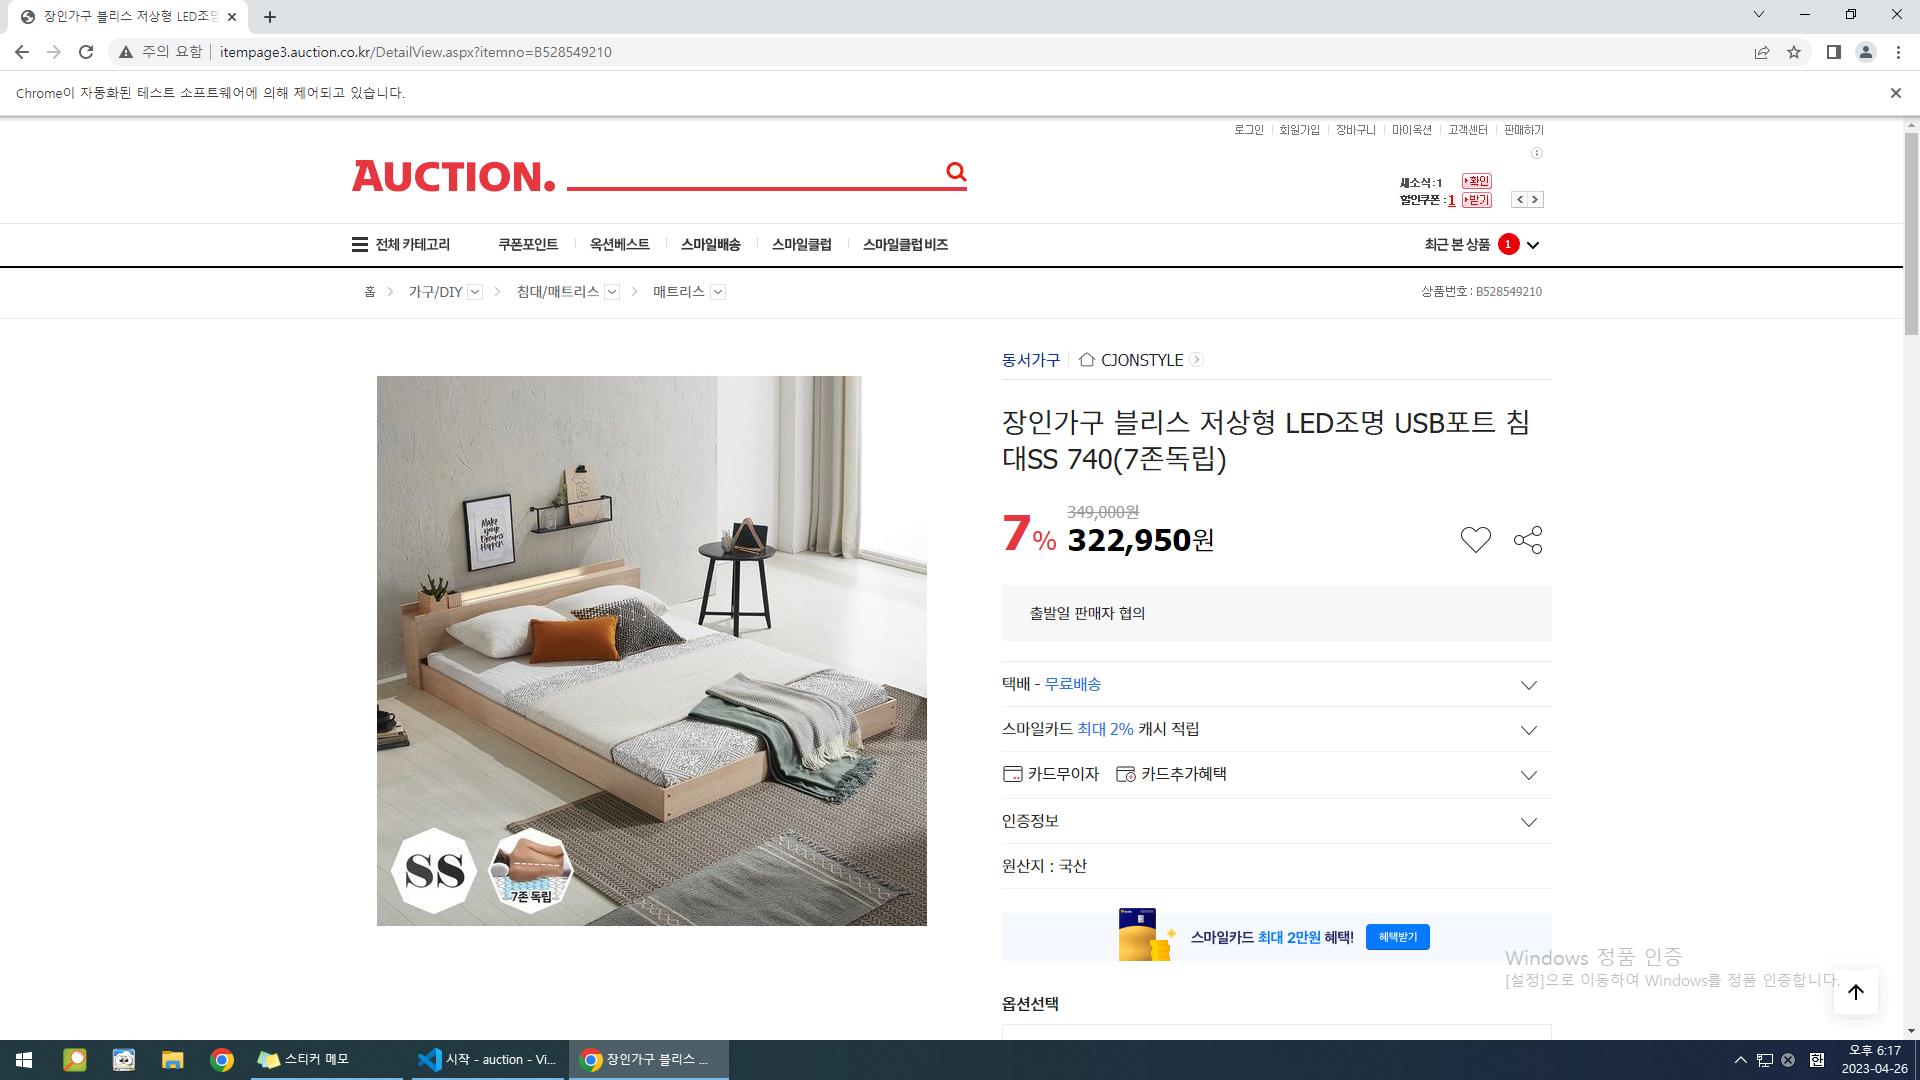 장인가구 블리스 저상형 LED조명
주의 요함 itempage3.auction.co.kr/DetailView.aspx?itemno=B528549210
Chrome이 자동화된 테스트 소프트웨어에 의해 제어되고 있습니다.
로그인 회원가입 장바구니 마이옥션 고객센터 판매하기
AUCTION.
새소식 : 1 확인
할인쿠폰 : 1 받기
전체 카테고리 쿠폰포인트 옥션베스트 스마일배송 스마일클럽 스마일클럽 비즈 최근 본 상품 1
홈 가구/DIY 침대/매트리스 매트리스 상품번호 : B528549210
동서가구 CJONSTYLE
장인가구 블리스 저상형 LED조명 USB포트 침
대SS 740(7존독립)
349,000원
7% 322,950원
출발일 판매자 협의
택배 - 무료배송
스마일카드 최대 2% 캐시 적립
카드무이자 카드추가혜택
인증정보
원산지 : 국산
Make your Dreams Happen
SS
7존 독립
스마일카드 최대 2만원 혜택! 혜택받기
Windows 정품 인증
[설정]으로 이동하여 Windows를 정품 인증합니다.
옵션선택
스티커 메모
시작 - auction - Vi...
장인가구 블리스 ...
한
오후 6:17
2023-04-26